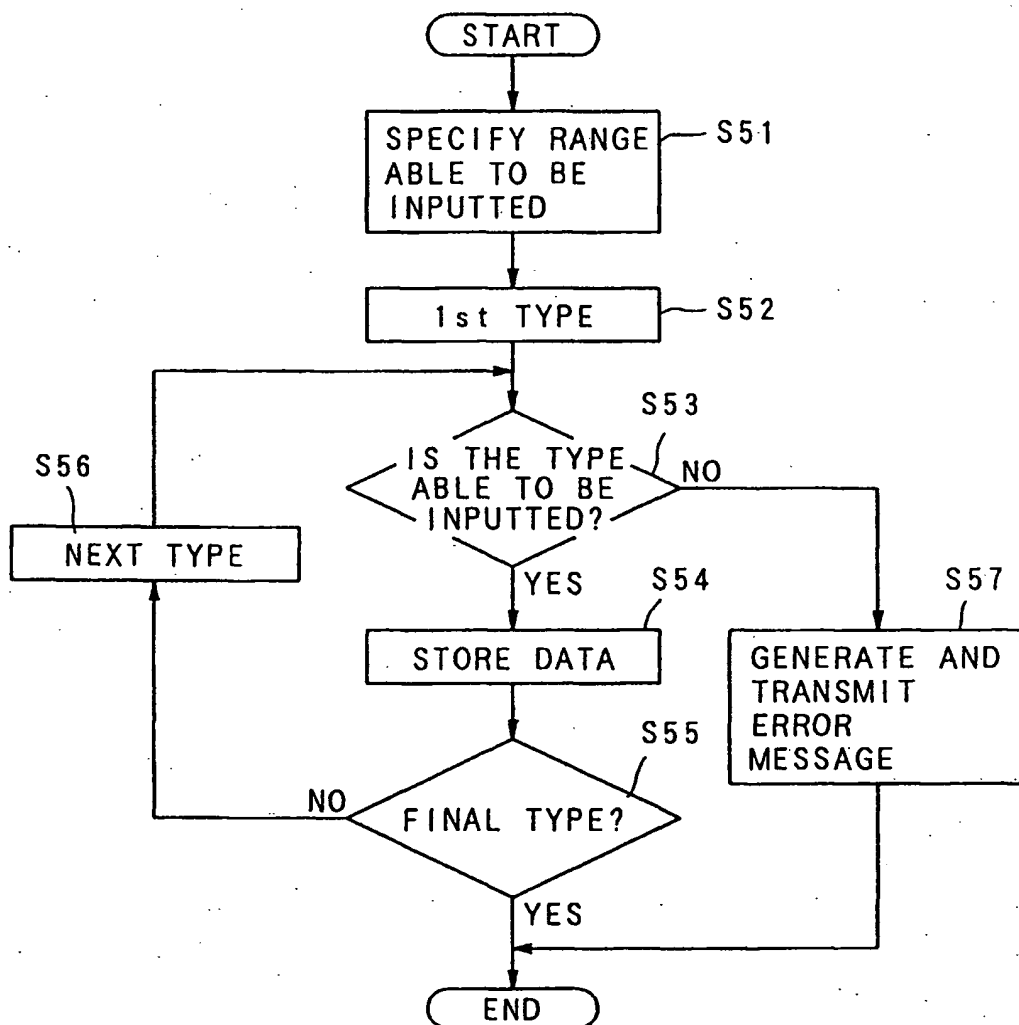 START
SPECIFY RANGE
ABLE TO BE
INPUTTED
S51
1st TYPE
S52
S53
IS THE TYPE
ABLE TO BE
INPUTTED?
NO
YES
S56
NEXT TYPE
S54
STORE DATA
S57
GENERATE AND
TRANSMIT
ERROR
MESSAGE
S55
FINAL TYPE?
NO
YES
END